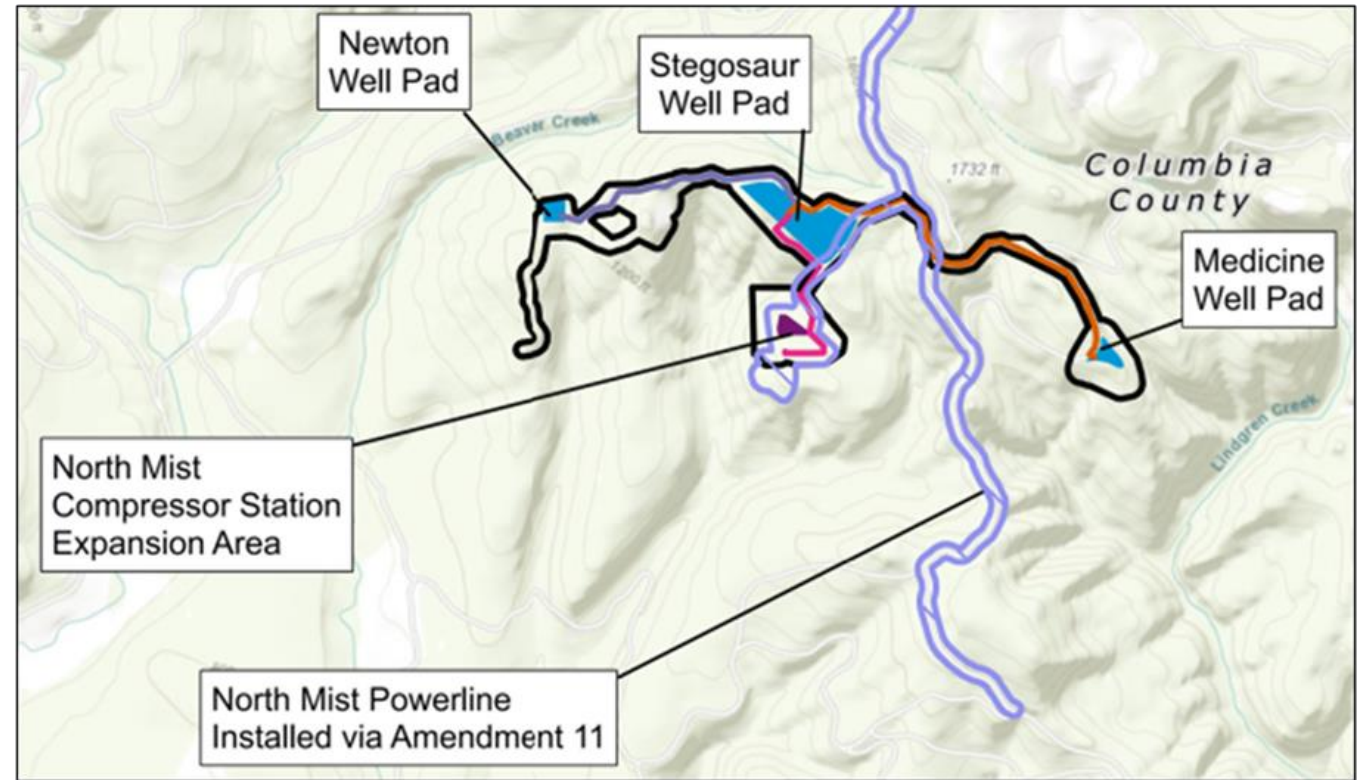 Newton
Well Pad
Stegosaur
Well Pad
Beaver Creek
1732 ft
Columbia
County
Medicine
Well Pad
1200 ft
Lindgren Creek
North Mist
Compressor Station
Expansion Area
North Mist Powerline
Installed via Amendment 11